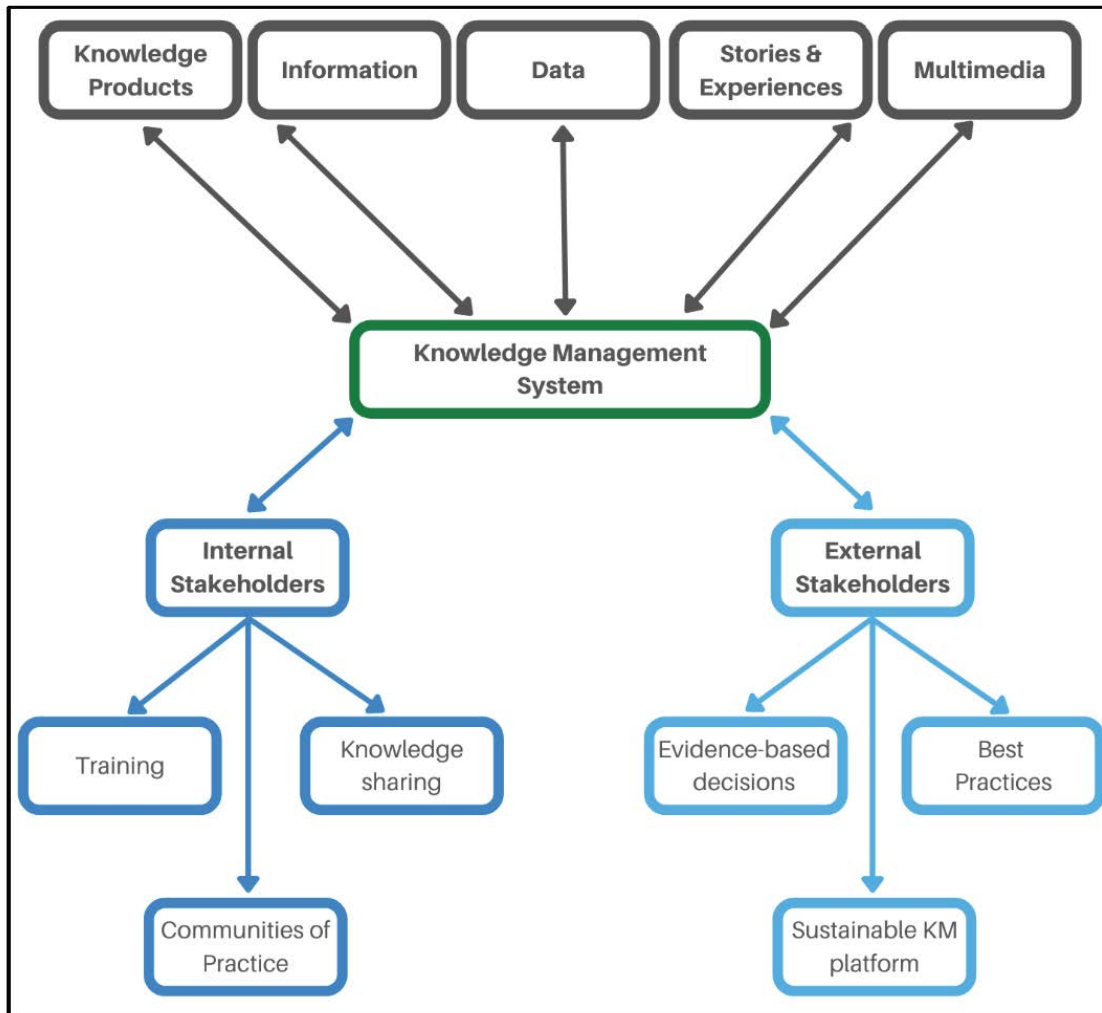 Knowledge
Products
Information
Data
Stories &
Experiences
Multimedia
Knowledge Management
System
Internal
Stakeholders
External
Stakeholders
Training
Knowledge
sharing
Evidence-based
decisions
Best
Practices
Communities of
Practice
Sustainable KM
platform